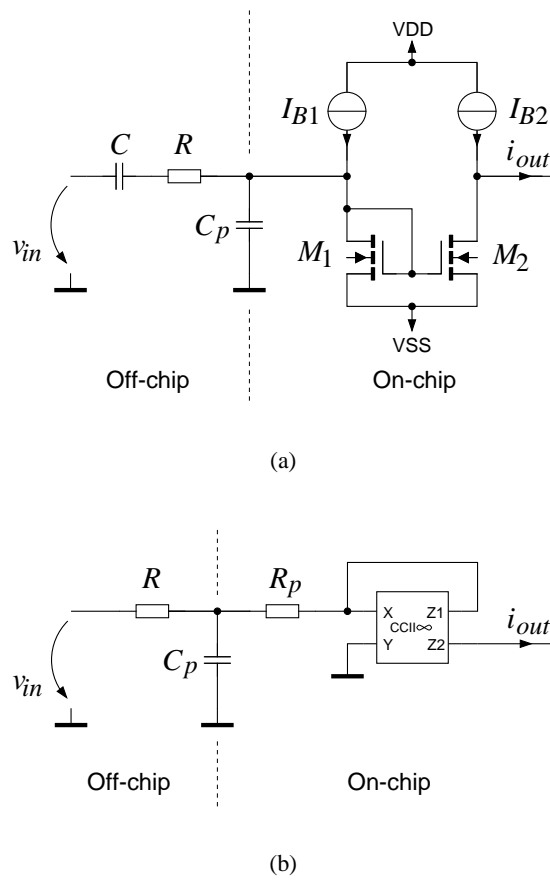 VDD
I_B1
I_B2
C
R
i_out
C_p
v_in
M_1
M_2
VSS
Off-chip
On-chip
(a)
R
R_p
X
Z1
CCII∞
Y
Z2
i_out
C_p
v_in
Off-chip
On-chip
(b)